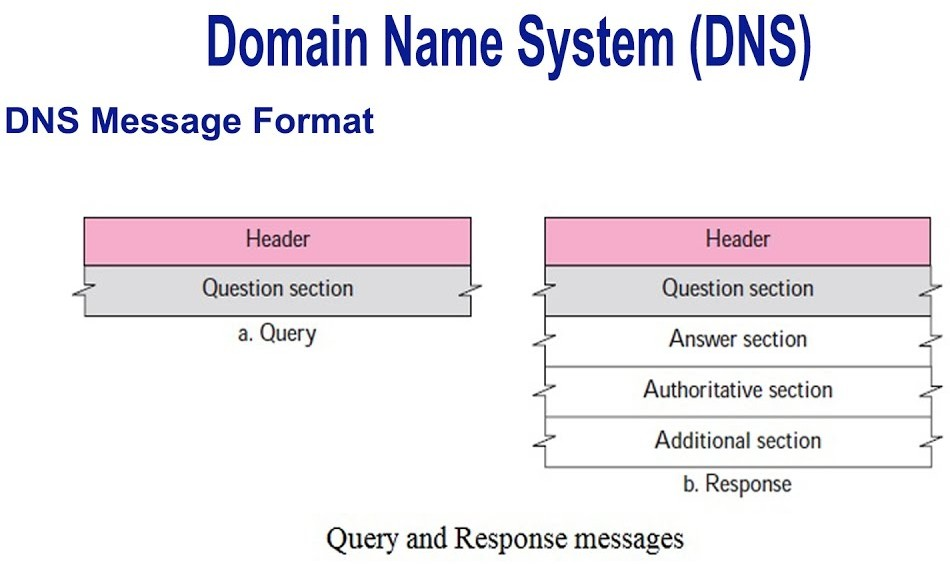 Domain Name System (DNS)
DNS Message Format
Header
Question section
a. Query
Header
Question section
Answer section
Authoritative section
Additional section
b. Response
Query and Response messages